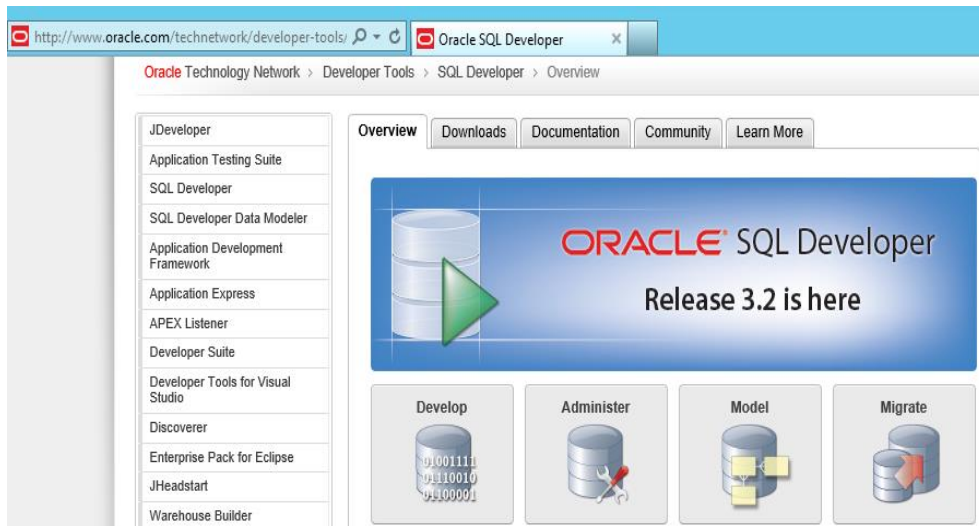 http://www.oracle.com/technetwork/developer-tools/
Oracle SQL Developer
Oracle Technology Network > Developer Tools > SQL Developer > Overview
JDeveloper
Application Testing Suite
SQL Developer
SQL Developer Data Modeler
Application Development
Framework
Application Express
APEX Listener
Developer Suite
Developer Tools for Visual
Studio
Discoverer
Enterprise Pack for Eclipse
JHeadstart
Warehouse Builder
Overview Downloads Documentation Community Learn More
ORACLE SQL Developer
Release 3.2 is here
Develop Administer Model Migrate
01001111
01110010
01100001